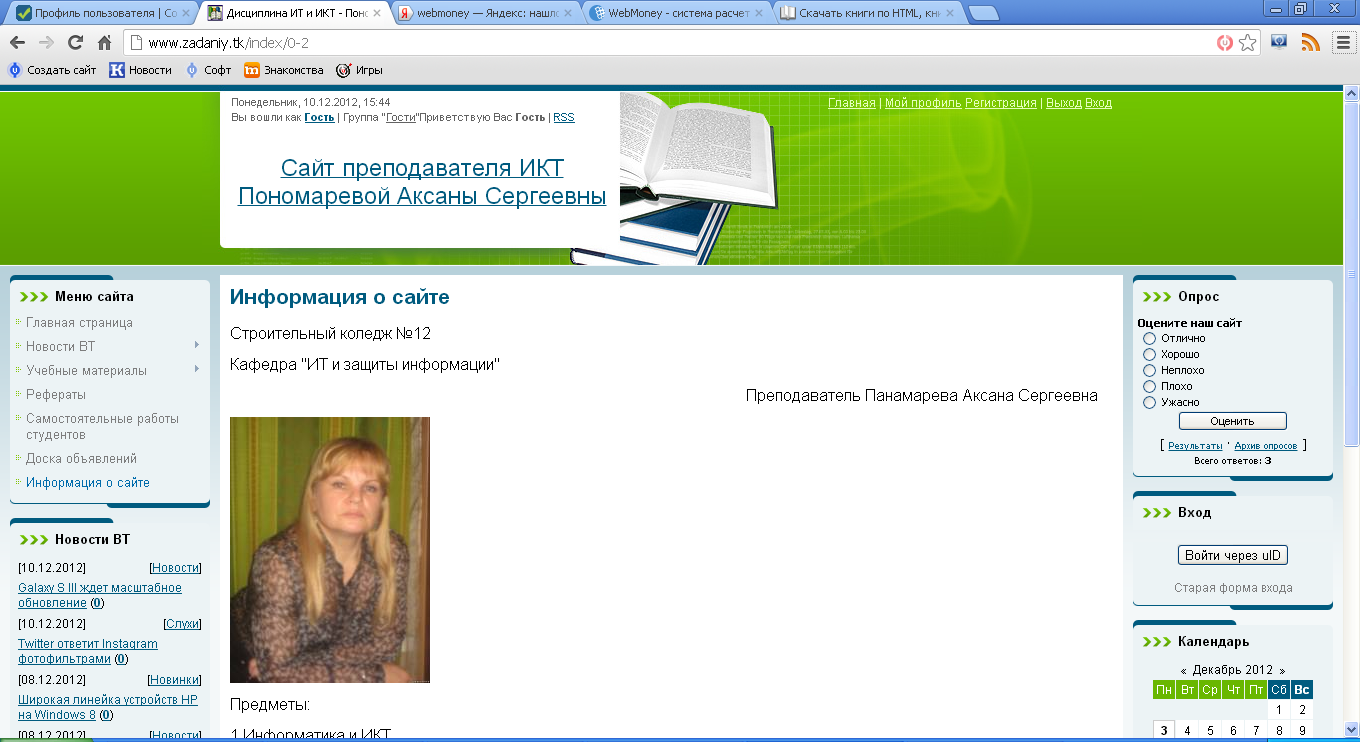 Профиль пользователя | Со
Дисциплина ИТ и ИКТ - Поно
webmoney — Яндекс: нашло
WebMoney - система расчет
Скачать книги по HTML, кни
www.zadaniy.tk/index/0-2
Создать сайт
Новости
Софт
Знакомства
Игры
Понедельник, 10.12.2012, 15:44
Вы вошли как Гость | Группа "Гости"Приветствую Вас Гость | RSS
Главная | Мой профиль Регистрация | Выход Вход
Сайт преподавателя ИКТ
Пономаревой Аксаны Сергеевны
Меню сайта
Главная страница
Новости ВТ
Учебные материалы
Рефераты
Самостоятельные работы
студентов
Доска объявлений
Информация о сайте
Новости ВТ
[10.12.2012] [Новости]
Galaxy S III ждет масштабное
обновление (0)
[10.12.2012] [Слухи]
Twitter ответит Instagram
фотофильтрами (0)
[08.12.2012] [Новинки]
Широкая линейка устройств HP
на Windows 8 (0)
[08.12.2012] [Новости]
Информация о сайте
Строительный коледж №12
Кафедра "ИТ и защиты информации"
Преподаватель Панамарева Аксана Сергеевна
Предметы:
1.Информатика и ИКТ
Опрос
Оцените наш сайт
Отлично
Хорошо
Неплохо
Плохо
Ужасно
Оценить
[ Результаты · Архив опросов ]
Всего ответов: 3
Вход
Войти через uID
Старая форма входа
Календарь
« Декабрь 2012 »
Пн Вт Ср Чт Пт Сб Вс
1 2
3 4 5 6 7 8 9